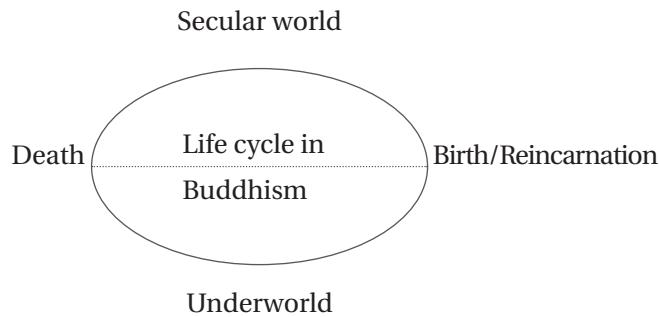 Secular world
Death
Life cycle in
Buddhism
Birth/Reincarnation
Underworld